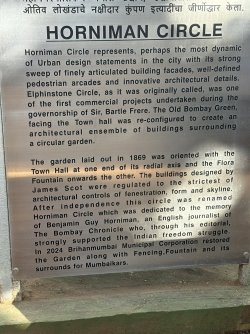 अंतिम तोरखांबाचे नक्षीदार कुंपण इत्यादींचा जीर्णोद्धार केला.
HORNIMAN CIRCLE
Horniman Circle represents, perhaps the most dynamic
of Urban design statements in the city with its strong
sweep of finely articulated building facades, well-defined
pedestrian arcades and innovative architectural details.
Elphinstone Circle, as it was originally called, was one
of the first commercial projects undertaken during the
governorship of Sir, Bartle Frere. The Old Bombay Green,
facing the Town hall was re-configured to create an
architectural ensemble of buildings surrounding
a circular garden.
The garden laid out in 1869 was oriented with the
Town Hall at one end of its radial axis and the Flora
Fountain onwards the other. The buildings designed by
James Scot were regulated to the strictest of
architectural controls of fenestration, form and skyline.
After independence this circle was renamed
Horniman Circle which was dedicated to the memory
of Benjamin Guy Horniman, an English journalist of
The Bombay Chronicle who, through his editorial,
strongly supported the Indian freedom struggle.
In 2024 Brihanmumbai Municipal Corporation restored
the Garden along with Fencing,Fountain and its
surrounds for Mumbaikars.